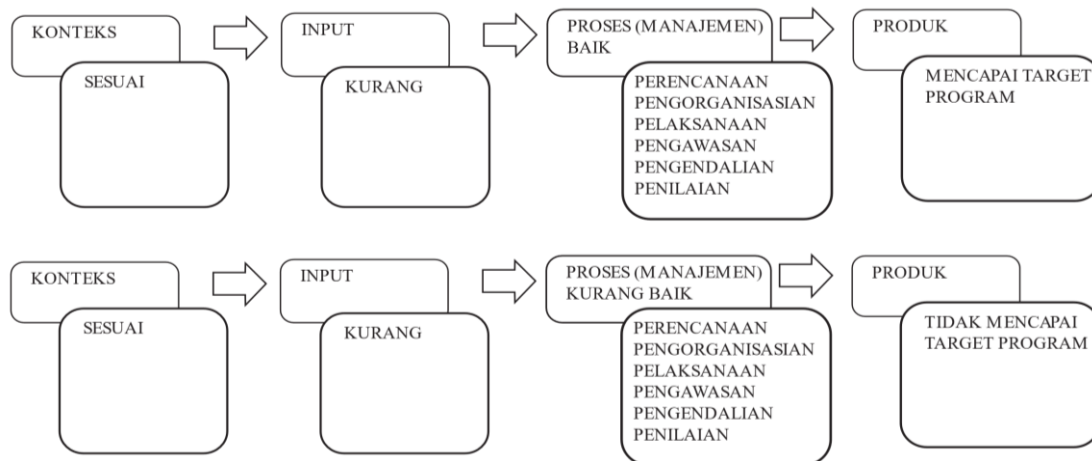 KONTEKS
SESUAI
INPUT
KURANG
PROSES (MANAJEMEN)
BAIK
PERENCANAAN
PENGORGANISASIAN
PELAKSANAAN
PENGAWASAN
PENGENDALIAN
PENILAIAN
PRODUK
MENCAPAI TARGET
PROGRAM
KONTEKS
SESUAI
INPUT
KURANG
PROSES (MANAJEMEN)
KURANG BAIK
PERENCANAAN
PENGORGANISASIAN
PELAKSANAAN
PENGAWASAN
PENGENDALIAN
PENILAIAN
PRODUK
TIDAK MENCAPAI
TARGET PROGRAM